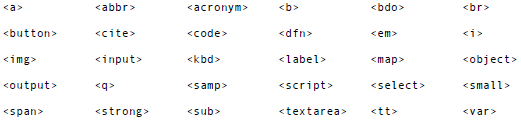 <a> <abbr> <acronym> <b> <bdo> <br>
<button> <cite> <code> <dfn> <em> <i>
<img> <input> <kbd> <label> <map> <object>
<output> <q> <samp> <script> <select> <small>
<span> <strong> <sub> <textarea> <tt> <var>